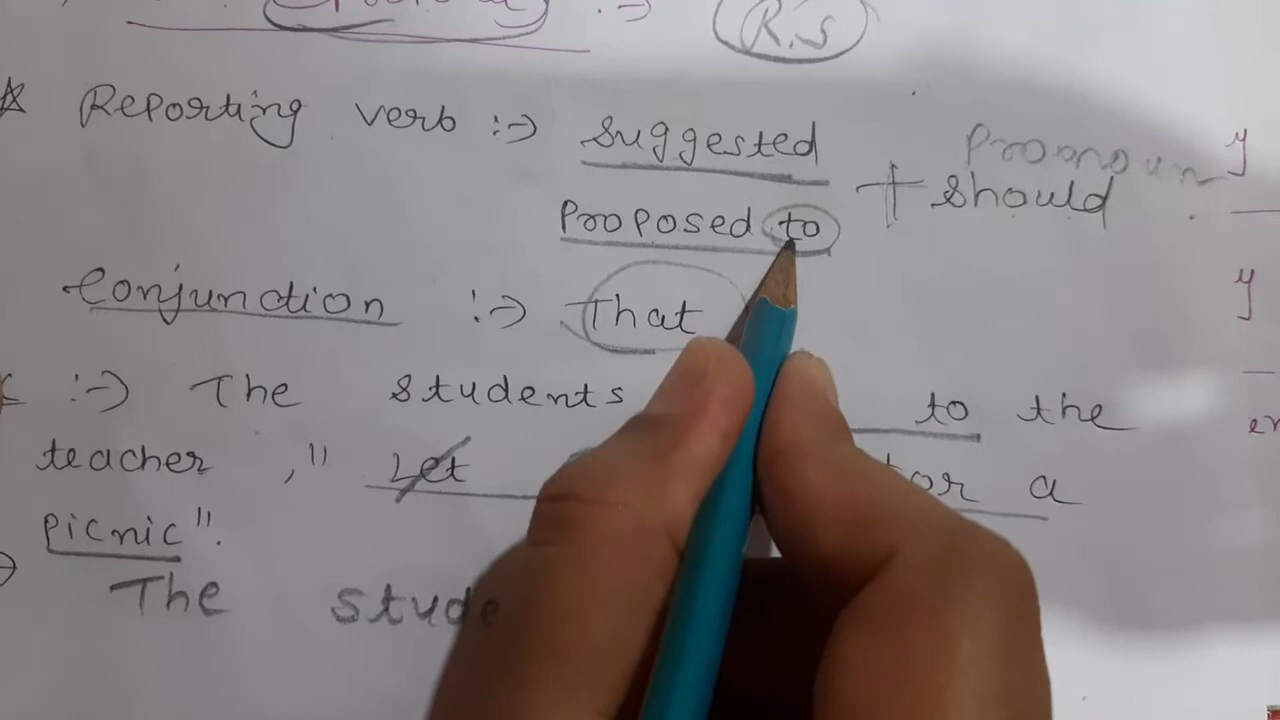 R.S
☆ Reporting verb :→ Suggested
Proposed to + Pronoun should
Conjunction :→ That
:→ The students to the
teacher ," Let for a
Picnic".
The stude